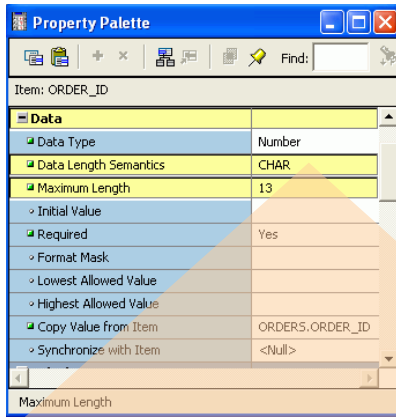 Property Palette
Find:
Item: ORDER_ID
Data
Data Type Number
Data Length Semantics CHAR
Maximum Length 13
Initial Value
Required Yes
Format Mask
Lowest Allowed Value
Highest Allowed Value
Copy Value from Item ORDERS.ORDER_ID
Synchronize with Item <Null>
Maximum Length